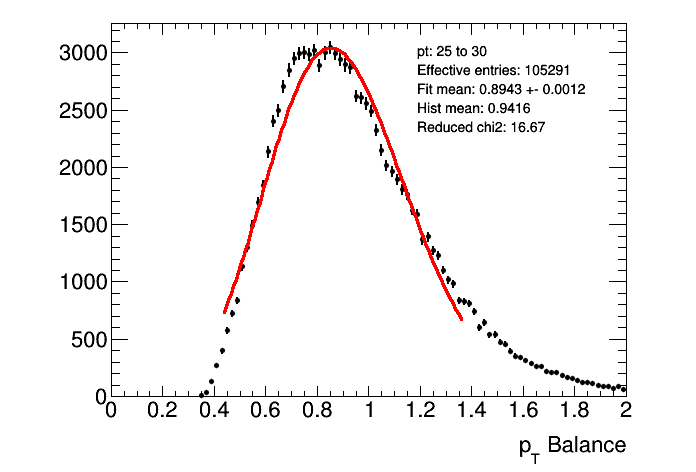 3000
2500
2000
1500
1000
500
0
pt: 25 to 30
Effective entries: 105291
Fit mean: 0.8943 +- 0.0012
Hist mean: 0.9416
Reduced chi2: 16.67
0 0.2 0.4 0.6 0.8 1 1.2 1.4 1.6 1.8 2
p_T Balance